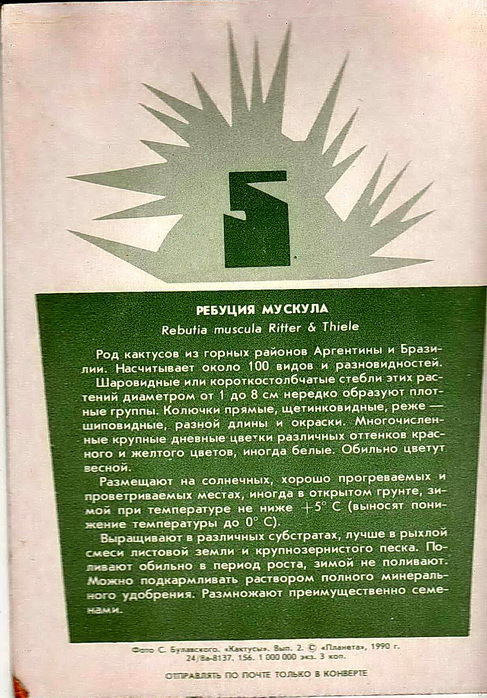 5
РЕБУЦИЯ МУСКУЛА
Rebutia muscula Ritter & Thiele
Род кактусов из горных районов Аргентины и Брази-
лии. Насчитывает около 100 видов и разновидностей.
Шаровидные или короткостолбчатые стебли этих рас-
тений диаметром от 1 до 8 см нередко образуют плот-
ные группы. Колючки прямые, щетинковидные, реже —
шиповидные, разной длины и окраски. Многочислен-
ные крупные дневные цветки различных оттенков крас-
ного и желтого цветов, иногда белые. Обильно цветут
весной.
Размещают на солнечных, хорошо прогреваемых и
проветриваемых местах, иногда в открытом грунте, зи-
мой при температуре не ниже +5° С (выносят пони-
жение температуры до 0° С).
Выращивают в различных субстратах, лучше в рыхлой
смеси листовой земли и крупнозернистого песка. По-
ливают обильно в период роста, зимой не поливают.
Можно подкармливать раствором полного минераль-
ного удобрения. Размножают преимущественно семе-
нами.
Фото С. Булавского. «Кактусы». Вып. 2. © «Планета», 1990 г.
24/8а-8137, 156. 1 000 000 экз. 3 коп.
ОТПРАВЛЯТЬ ПО ПОЧТЕ ТОЛЬКО В КОНВЕРТЕ